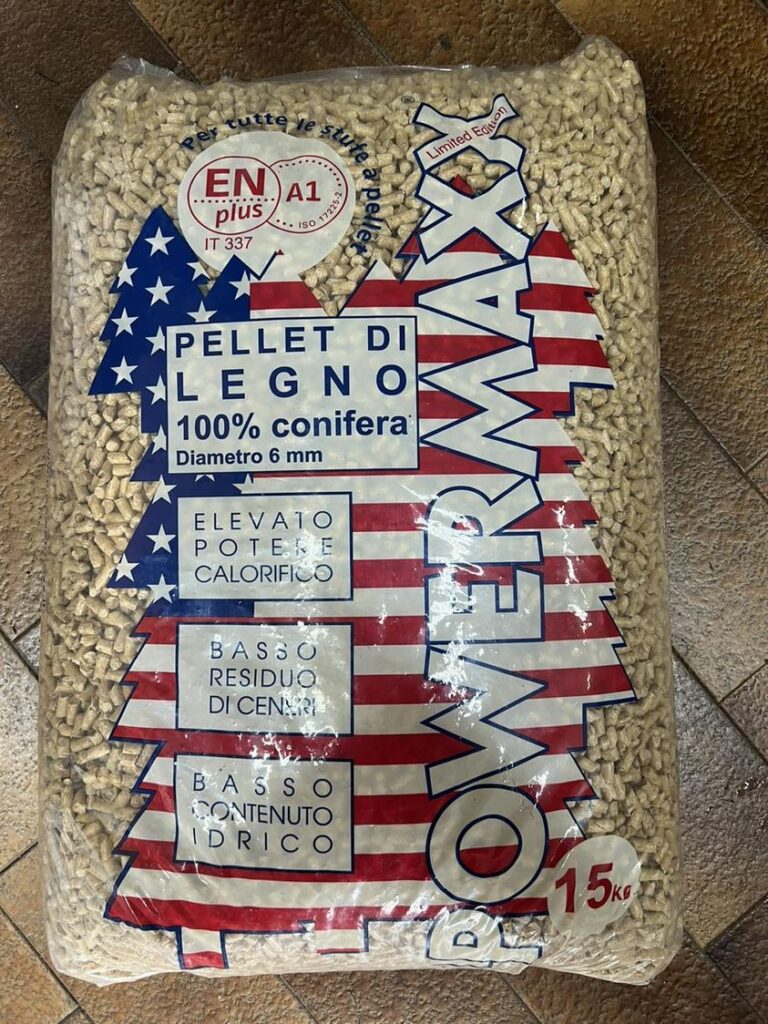 Per tutte le stufe a pellet
EN
plus
A1
ISO 17225-2
IT 337
®
Limited Edition
POWERMAXX
PELLET DI
LEGNO
100% conifera
Diametro 6 mm
ELEVATO
POTERE
CALORIFICO
BASSO
RESIDUO
DI CENERI
BASSO
CONTENUTO
IDRICO
15Kg